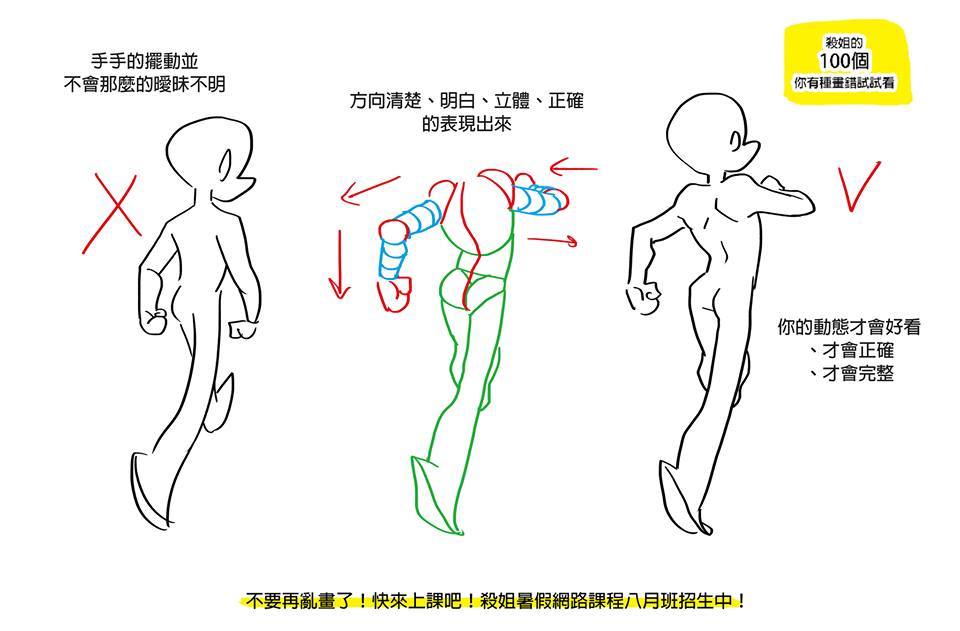 手手的擺動並
不會那麼的曖昧不明
方向清楚、明白、立體、正確
的表現出來
殺姐的
100個
你有種畫錯試試看
你的動態才會好看
、才會正確
、才會完整
不要再亂畫了！快來上課吧！殺姐暑假網路課程八月班招生中！